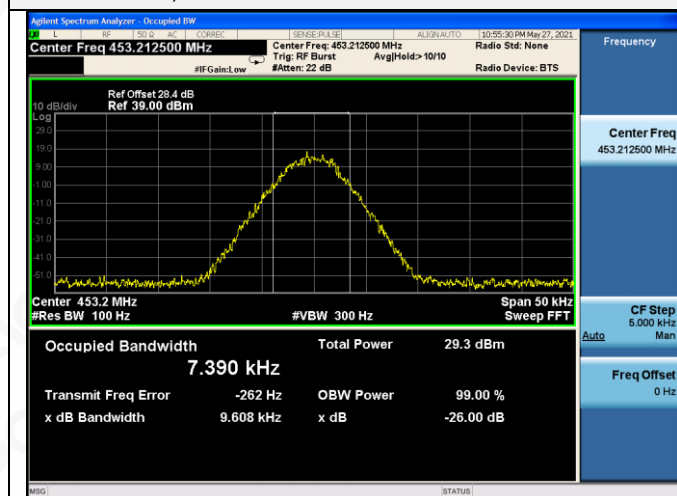 Agilent Spectrum Analyzer - Occupied BW
LXI L RF 50 Ω AC CORREC SENSE:PULSE ALIGN AUTO 10:55:30 PM May 27, 2021
Center Freq 453.212500 MHz Center Freq: 453.212500 MHz Radio Std: None
Trig: RF Burst Avg|Hold:> 10/10
#IFGain:Low #Atten: 22 dB Radio Device: BTS
Ref Offset 28.4 dB
10 dB/div Ref 39.00 dBm
Log
29.0
19.0
9.00
-1.00
-11.0
-21.0
-31.0
-41.0
-51.0
Center 453.2 MHz Span 50 kHz
#Res BW 100 Hz #VBW 300 Hz Sweep FFT
Occupied Bandwidth Total Power 29.3 dBm
7.390 kHz
Transmit Freq Error -262 Hz OBW Power 99.00 %
x dB Bandwidth 9.608 kHz x dB -26.00 dB
MSG STATUS
Frequency
Center Freq
453.212500 MHz
CF Step
5.000 kHz
Auto Man
Freq Offset
0 Hz